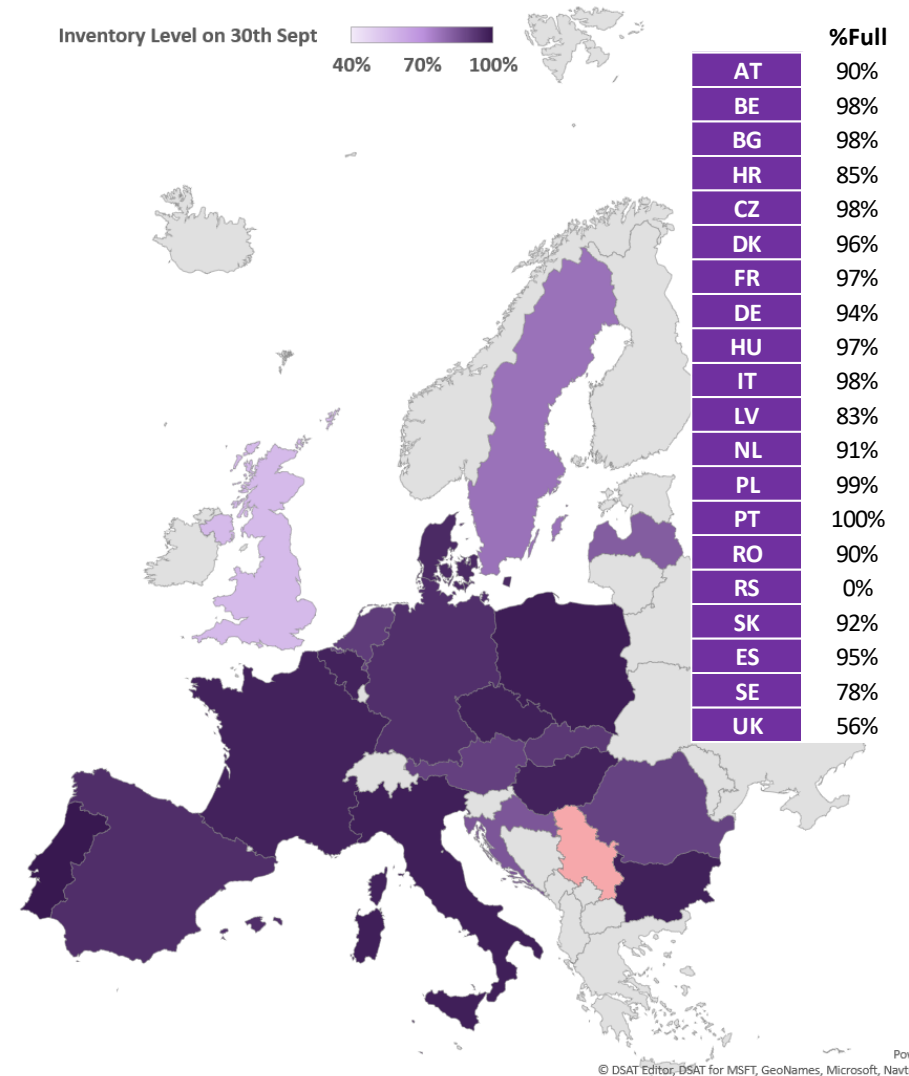 Inventory Level on 30th Sept
40% 70% 100%
%Full
AT 90%
BE 98%
BG 98%
HR 85%
CZ 98%
DK 96%
FR 97%
DE 94%
HU 97%
IT 98%
LV 83%
NL 91%
PL 99%
PT 100%
RO 90%
RS 0%
SK 92%
ES 95%
SE 78%
UK 56%
Pow
© DSAT Editor, DSAT for MSFT, GeoNames, Microsoft, Navt